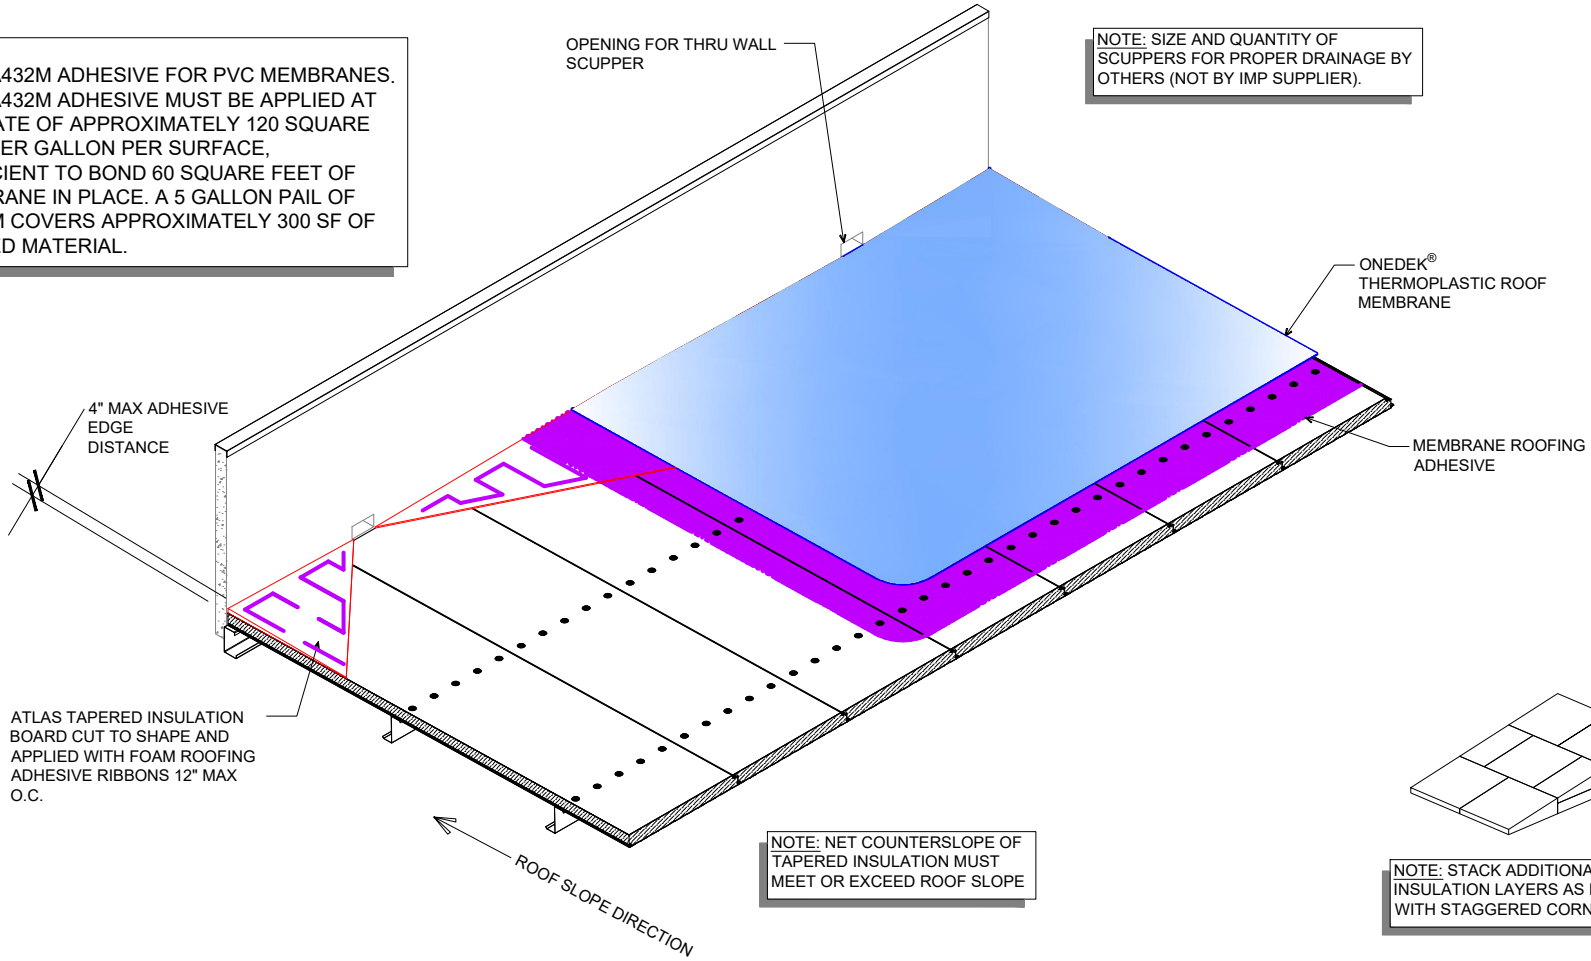 432M ADHESIVE FOR PVC MEMBRANES.
432M ADHESIVE MUST BE APPLIED AT
ATE OF APPROXIMATELY 120 SQUARE
ER GALLON PER SURFACE,
CIENT TO BOND 60 SQUARE FEET OF
RANE IN PLACE. A 5 GALLON PAIL OF
M COVERS APPROXIMATELY 300 SF OF
ED MATERIAL.
OPENING FOR THRU WALL
SCUPPER
NOTE: SIZE AND QUANTITY OF
SCUPPERS FOR PROPER DRAINAGE BY
OTHERS (NOT BY IMP SUPPLIER).
ONEDEK®
THERMOPLASTIC ROOF
MEMBRANE
4" MAX ADHESIVE
EDGE
DISTANCE
MEMBRANE ROOFING
ADHESIVE
ATLAS TAPERED INSULATION
BOARD CUT TO SHAPE AND
APPLIED WITH FOAM ROOFING
ADHESIVE RIBBONS 12" MAX
O.C.
ROOF SLOPE DIRECTION
NOTE: NET COUNTERSLOPE OF
TAPERED INSULATION MUST
MEET OR EXCEED ROOF SLOPE
NOTE: STACK ADDITIONA
INSULATION LAYERS AS
WITH STAGGERED CORN